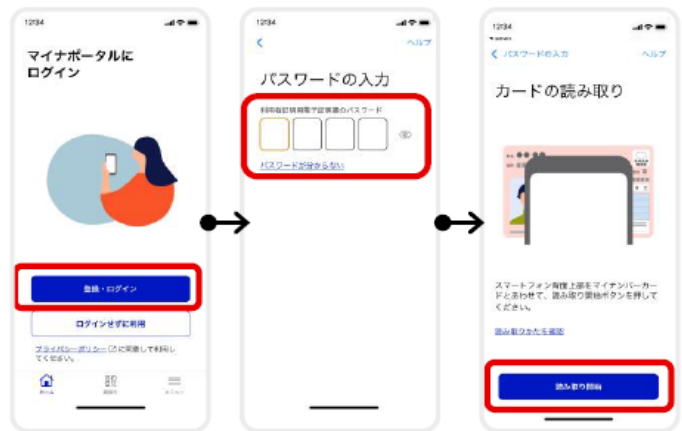 12:34
マイナポータルに
ログイン
登録・ログイン
ログインせずに利用
プライバシーポリシー に同意して利用し
てください。
ホーム
メニュー
12:34
ヘルプ
パスワードの入力
利用者証明用電子証明書のパスワード
パスワードが分からない
12:34
パスワードの入力
ヘルプ
カードの読み取り
スマートフォン背面上部をマイナンバーカー
ドとあわせて、読み取り開始ボタンを押して
ください。
読み取りかたを確認
読み取り開始